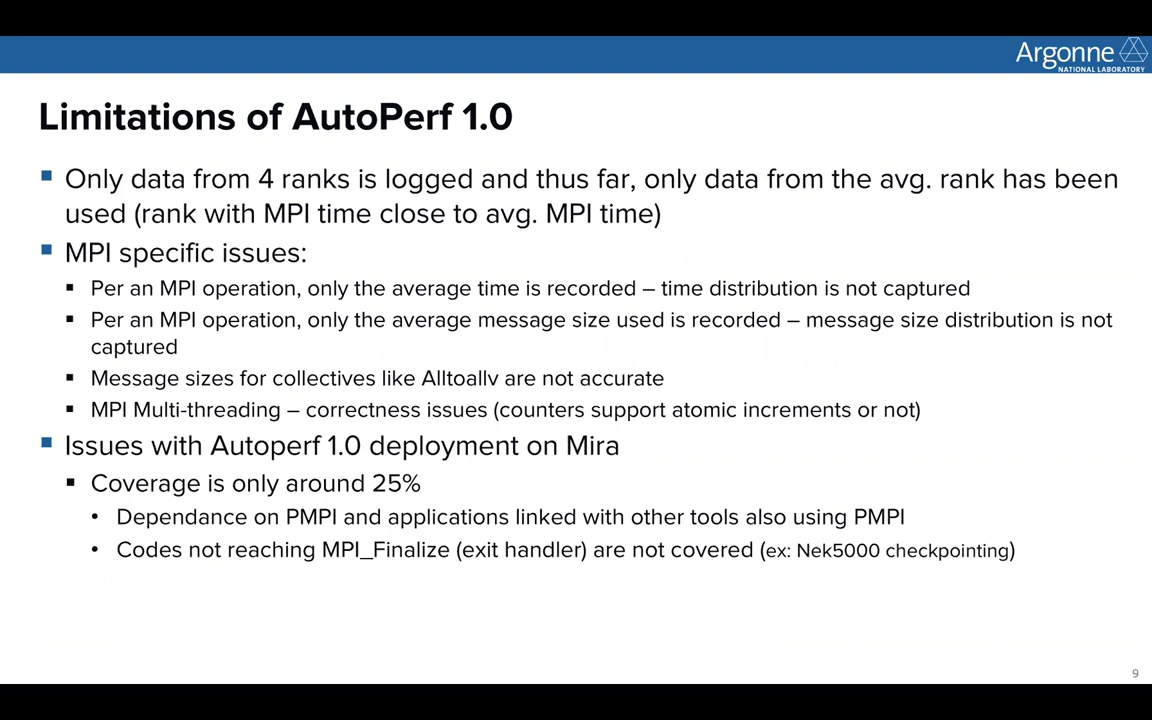 Argonne
NATIONAL LABORATORY
Limitations of AutoPerf 1.0
▪ Only data from 4 ranks is logged and thus far, only data from the avg. rank has been
used (rank with MPI time close to avg. MPI time)
▪ MPI specific issues:
▪ Per an MPI operation, only the average time is recorded – time distribution is not captured
▪ Per an MPI operation, only the average message size used is recorded – message size distribution is not
captured
▪ Message sizes for collectives like Alltoallv are not accurate
▪ MPI Multi-threading – correctness issues (counters support atomic increments or not)
▪ Issues with Autoperf 1.0 deployment on Mira
▪ Coverage is only around 25%
• Dependance on PMPI and applications linked with other tools also using PMPI
• Codes not reaching MPI_Finalize (exit handler) are not covered (ex: Nek5000 checkpointing)
9